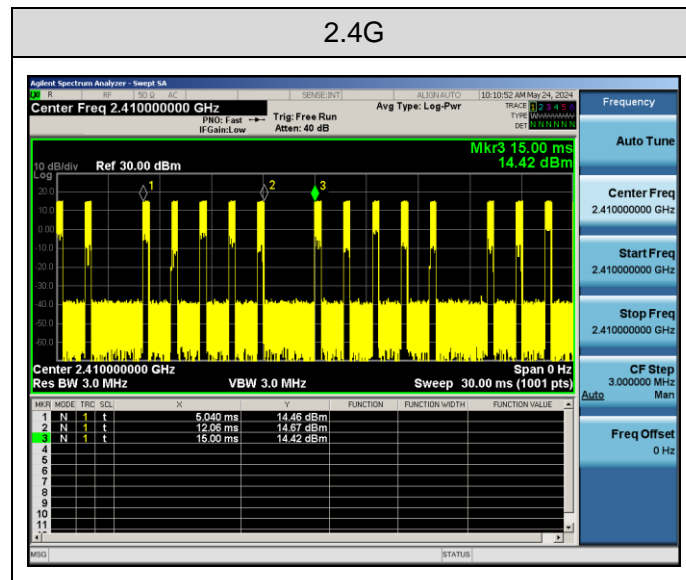 2.4G
Agilent Spectrum Analyzer - Swept SA
LXI R RF 50 Ω AC SENSE:INT ALIGNAUTO 10:10:52 AM May 24, 2024
Center Freq 2.410000000 GHz
PNO: Fast
IFGain:Low
Trig: Free Run
Atten: 40 dB
Avg Type: Log-Pwr
TRACE 1 2 3 4 5 6
TYPE
DET N N N N N N
Mkr3 15.00 ms
14.42 dBm
10 dB/div Ref 30.00 dBm
Log
20.0
10.0
0.00
-10.0
-20.0
-30.0
-40.0
-50.0
-60.0
1
2
3
Center 2.410000000 GHz Span 0 Hz
Res BW 3.0 MHz VBW 3.0 MHz Sweep 30.00 ms (1001 pts)
MKR MODE TRC SCL X Y FUNCTION FUNCTION WIDTH FUNCTION VALUE
1 N 1 t 5.040 ms 14.46 dBm
2 N 1 t 12.06 ms 14.67 dBm
3 N 1 t 15.00 ms 14.42 dBm
4
5
6
7
8
9
10
11
MSG STATUS
Frequency
Auto Tune
Center Freq
2.410000000 GHz
Start Freq
2.410000000 GHz
Stop Freq
2.410000000 GHz
CF Step
3.000000 MHz
Auto Man
Freq Offset
0 Hz